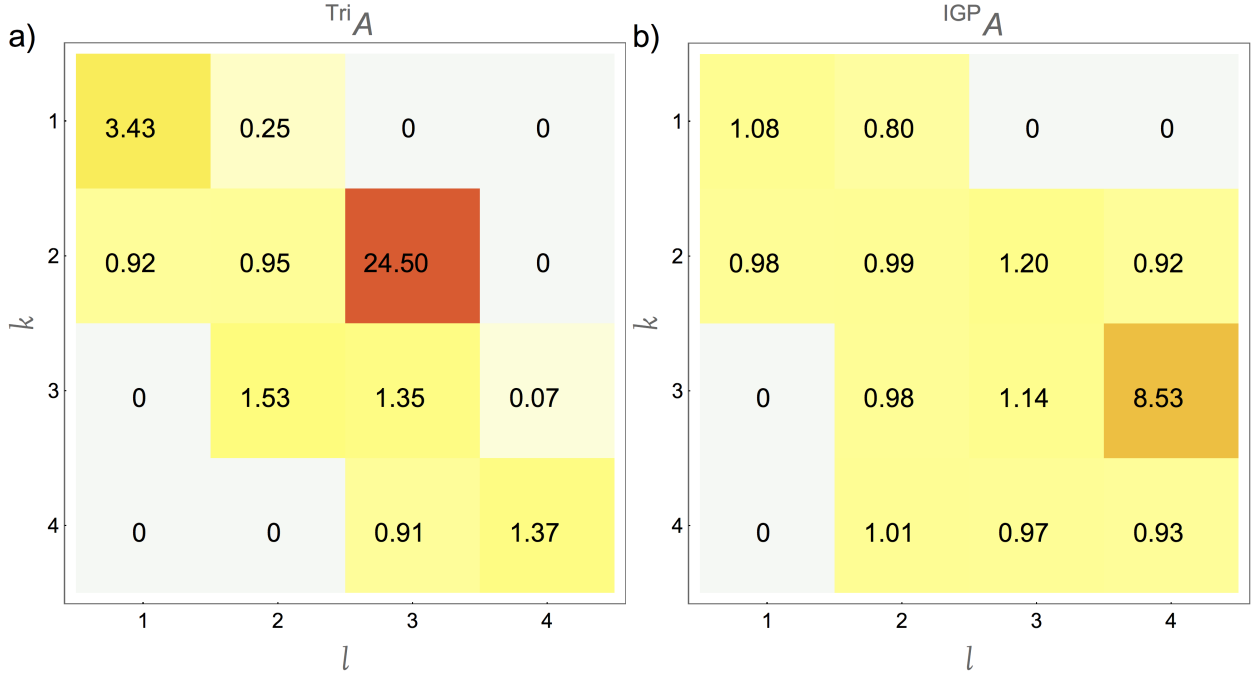 a)
Tri A
1 3.43 0.25 0 0
2 0.92 0.95 24.50 0
3 0 1.53 1.35 0.07
4 0 0 0.91 1.37
k
1 2 3 4
l
b)
IGP A
1 1.08 0.80 0 0
2 0.98 0.99 1.20 0.92
3 0 0.98 1.14 8.53
4 0 1.01 0.97 0.93
k
1 2 3 4
l